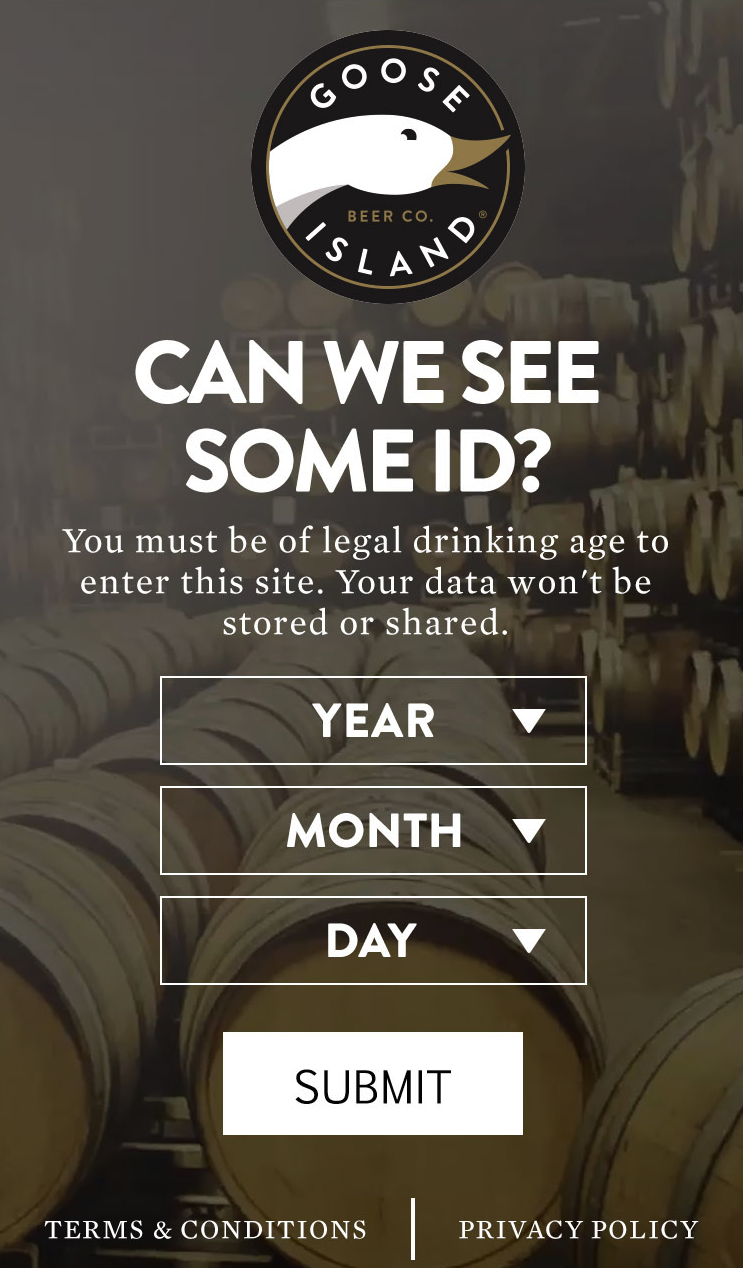 GOOSE
BEER CO.®
ISLAND
CAN WE SEE
SOME ID?
You must be of legal drinking age to
enter this site. Your data won't be
stored or shared.
YEAR
MONTH
DAY
SUBMIT
TERMS & CONDITIONS
PRIVACY POLICY